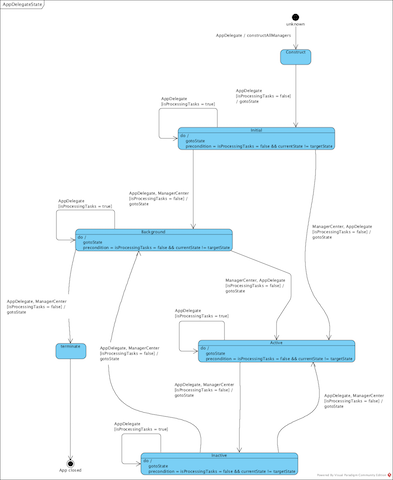 AppDelegateState
unknown
AppDelegate / constructAllManagers
Construct
AppDelegate
[isProcessingTasks = false]
/ gotoState
AppDelegate
[isProcessingTasks = true]
Initial
do /
gotoState
precondition = isProcessingTasks = false && currentState != targetState
AppDelegate, ManagerCenter
[isProcessingTasks = false] /
gotoState
AppDelegate
[isProcessingTasks = true]
ManagerCenter, AppDelegate
[isProcessingTasks = false] /
gotoState
Background
do /
gotoState
precondition = isProcessingTasks = false && currentState != targetState
ManagerCenter, AppDelegate
[isProcessingTasks = false] /
gotoState
AppDelegate, ManagerCenter
[isProcessingTasks = false] /
gotoState
AppDelegate
[isProcessingTasks = true]
terminate
AppDelegate, ManagerCenter
[isProcessingTasks = false] /
gotoState
Active
do /
gotoState
precondition = isProcessingTasks = false && currentState != targetState
AppDelegate, ManagerCenter
[isProcessingTasks = false] /
gotoState
AppDelegate, ManagerCenter
[isProcessingTasks = false] /
gotoState
AppDelegate
[isProcessingTasks = true]
Inactive
do /
gotoState
precondition = isProcessingTasks = false && currentState != targetState
App closed
Powered By Visual Paradigm Community Edition